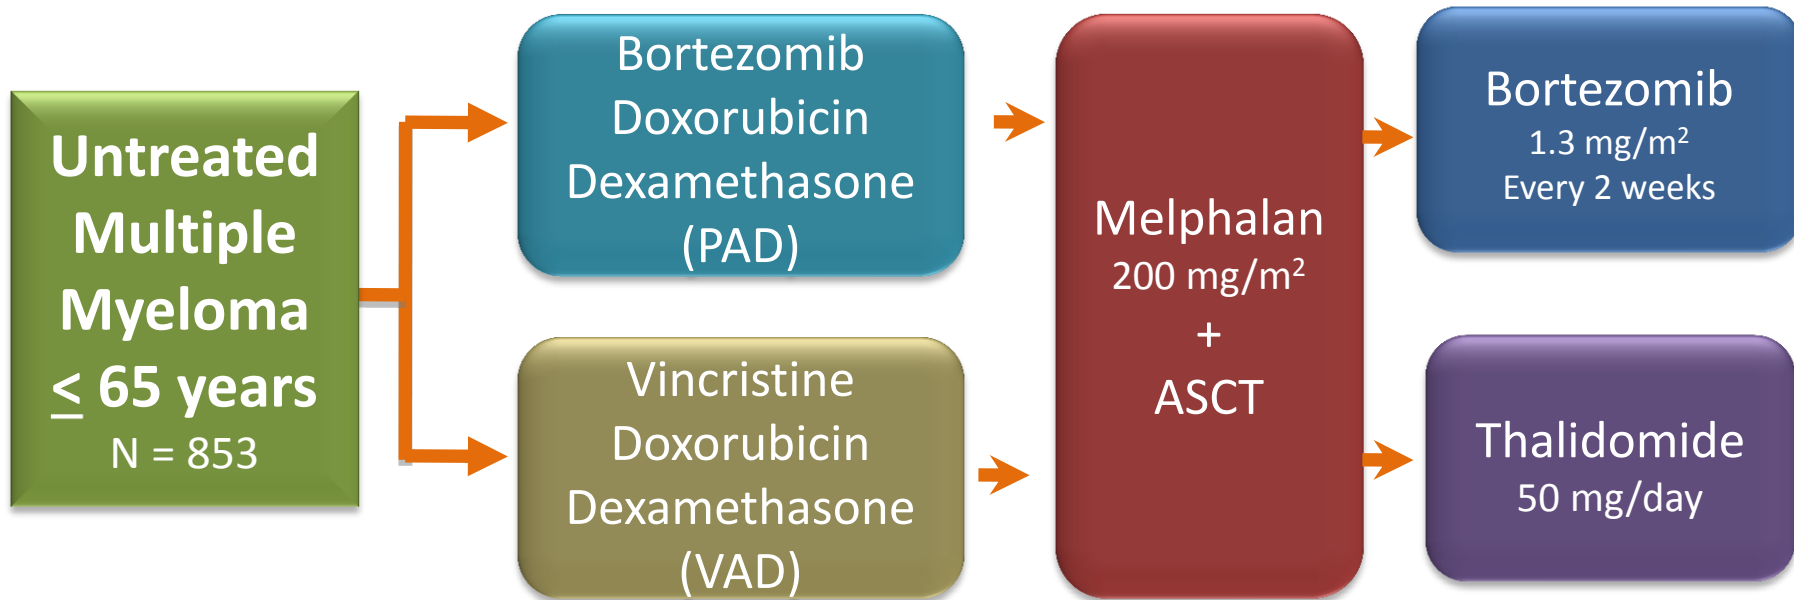 Untreated
Multiple
Myeloma
≤ 65 years
N = 853
Bortezomib
Doxorubicin
Dexamethasone
(PAD)
Vincristine
Doxorubicin
Dexamethasone
(VAD)
Melphalan
200 mg/m²
+
ASCT
Bortezomib
1.3 mg/m²
Every 2 weeks
Thalidomide
50 mg/day